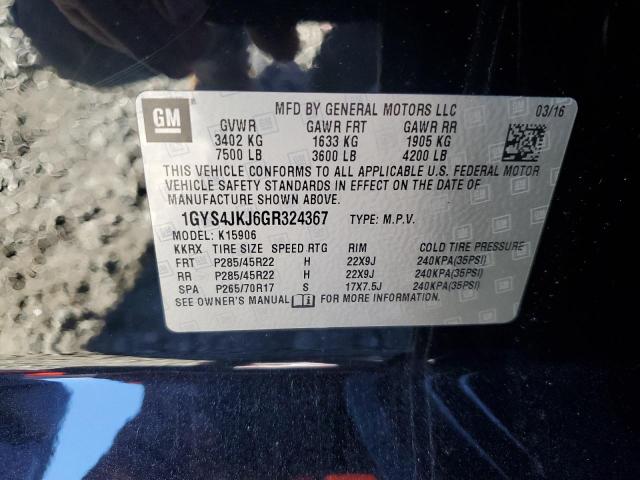 GM
MFD BY GENERAL MOTORS LLC 03/16
GVWR GAWR FRT GAWR RR
3402 KG 1633 KG 1905 KG
7500 LB 3600 LB 4200 LB
THIS VEHICLE CONFORMS TO ALL APPLICABLE U.S. FEDERAL MOTOR
VEHICLE SAFETY STANDARDS IN EFFECT ON THE DATE OF
MANUFACTURE SHOWN ABOVE.
1GYS4JKJ6GR324367 TYPE: M.P.V.
MODEL: K15906
KKRX TIRE SIZE SPEED RTG RIM COLD TIRE PRESSURE
FRT P285/45R22 H 22X9J 240KPA(35PSI)
RR P285/45R22 H 22X9J 240KPA(35PSI)
SPA P265/70R17 S 17X7.5J 240KPA(35PSI)
SEE OWNER'S MANUAL FOR MORE INFORMATION.